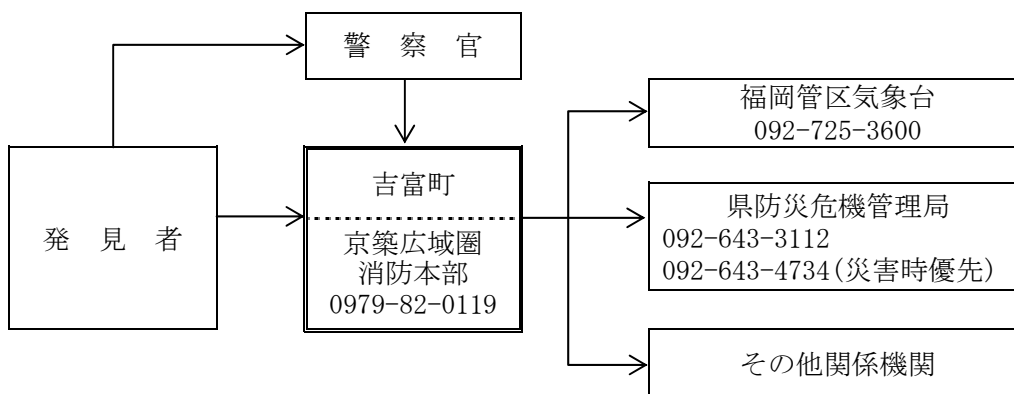 警察官
発見者
吉富町
京築広域圏
消防本部
0979-82-0119
福岡管区気象台
092-725-3600
県防災危機管理局
092-643-3112
092-643-4734(災害時優先)
その他関係機関